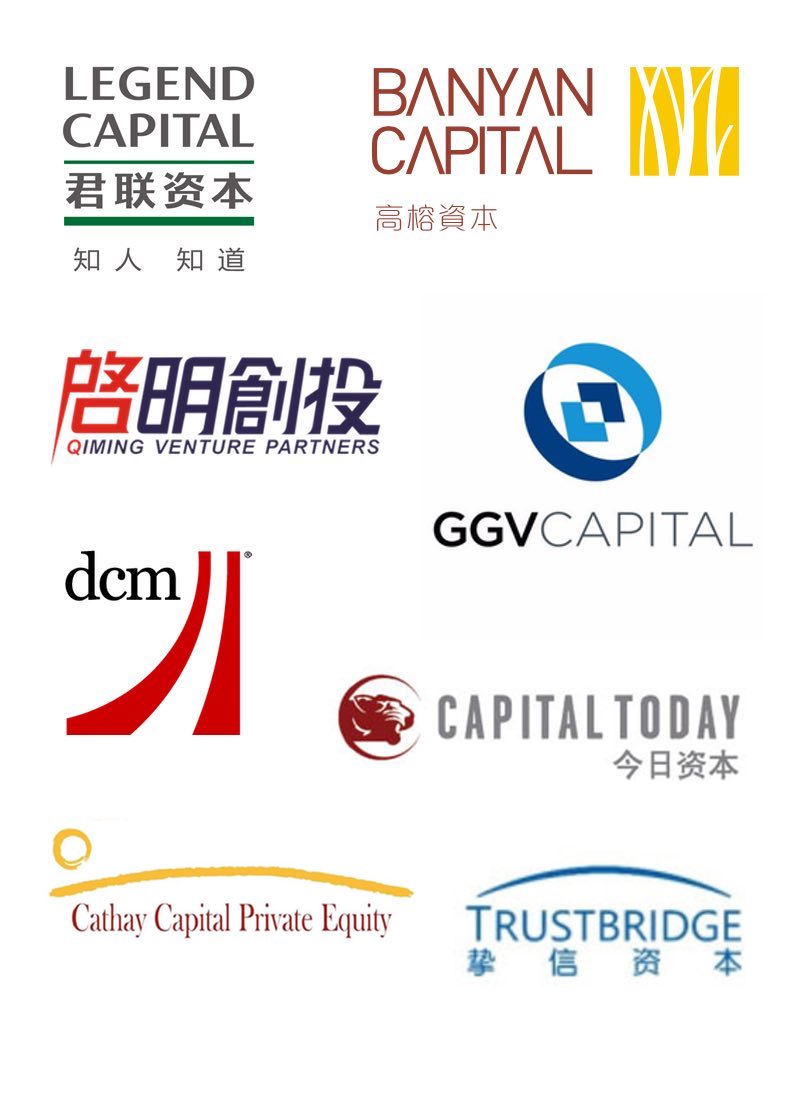 LEGEND
CAPITAL
君联资本
知人 知道
BANYAN
CAPITAL
高榕資本
啓明創投
QIMING VENTURE PARTNERS
GGVCAPITAL
dcm®
CAPITAL TODAY
今日资本
Cathay Capital Private Equity
TRUSTBRIDGE
挚信资本